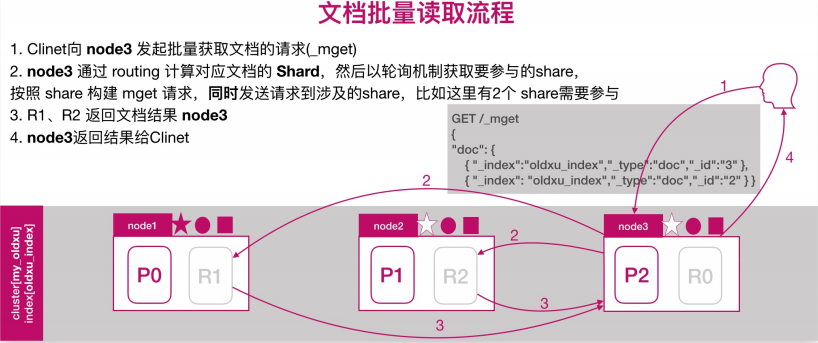 文档批量读取流程
1. Clinet向 node3 发起批量获取文档的请求(_mget)
2. node3 通过 routing 计算对应文档的 Shard，然后以轮询机制获取要参与的share，
按照 share 构建 mget 请求，同时发送请求到涉及的share，比如这里有2个 share需要参与
3. R1、R2 返回文档结果 node3
4. node3返回结果给Clinet
GET /_mget
{
"doc": {
{ "_index":"oldxu_index","_type":"doc","_id":"3" },
{ "_index": "oldxu_index","_type":"doc","_id":"2" } }
1
4
2
2
3
3
cluster[my_oldxu]
index[oldxu_index]
node1
P0
R1
node2
P1
R2
node3
P2
R0